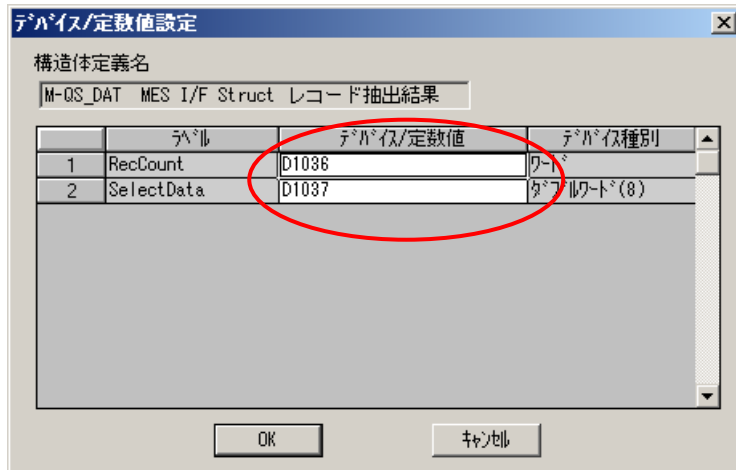 ﾃﾞﾊﾞｲｽ/定数値設定
構造体定義名
M-QS_DAT MES I/F Struct レコード抽出結果
ﾗﾍﾞﾙ ﾃﾞﾊﾞｲｽ/定数値 ﾃﾞﾊﾞｲｽ種別
1 RecCount D1036 ﾜｰﾄﾞ
2 SelectData D1037 ﾀﾞﾌﾞﾙﾜｰﾄﾞ(8)
OK ｷｬﾝｾﾙ